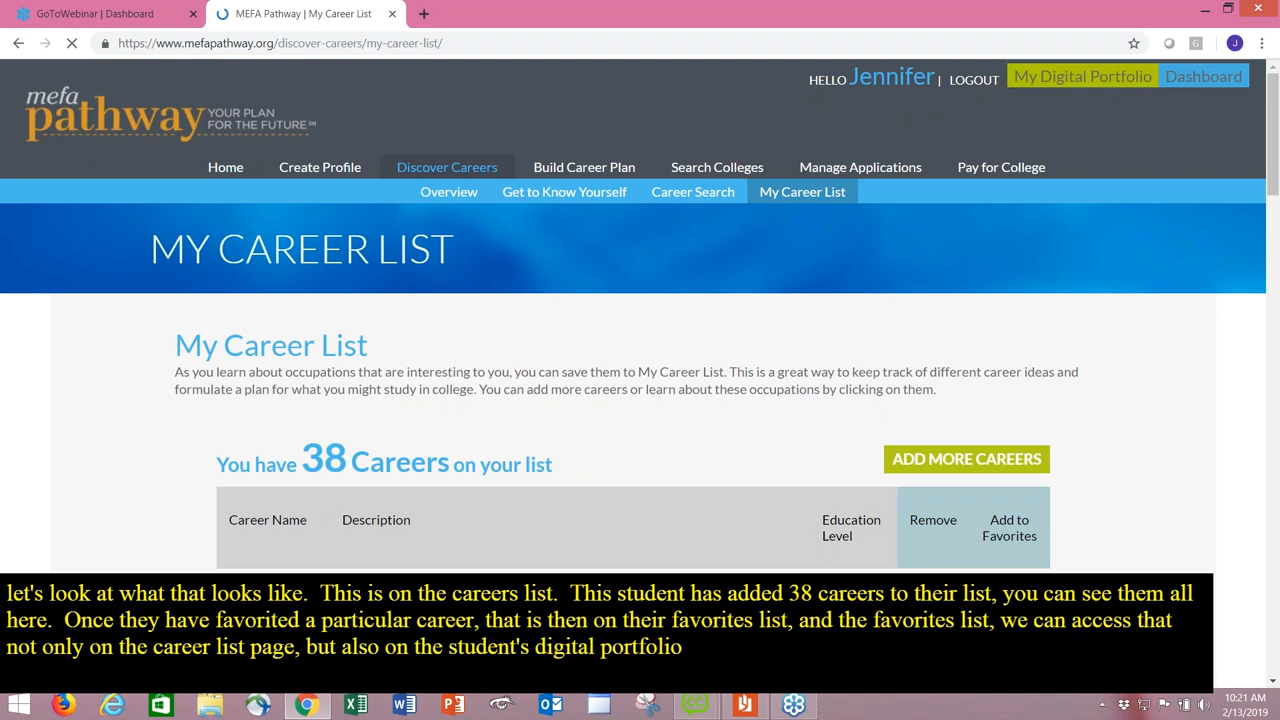 GoToWebinar | Dashboard
MEFA Pathway | My Career List
https://www.mefapathway.org/discover-careers/my-career-list/
HELLO Jennifer | LOGOUT My Digital Portfolio Dashboard
mefa
pathway YOUR PLAN
FOR THE FUTURE℠
Home Create Profile Discover Careers Build Career Plan Search Colleges Manage Applications Pay for College
Overview Get to Know Yourself Career Search My Career List
MY CAREER LIST
My Career List
As you learn about occupations that are interesting to you, you can save them to My Career List. This is a great way to keep track of different career ideas and
formulate a plan for what you might study in college. You can add more careers or learn about these occupations by clicking on them.
You have 38 Careers on your list
ADD MORE CAREERS
Career Name Description Education Remove Add to
Level Favorites
let's look at what that looks like. This is on the careers list. This student has added 38 careers to their list, you can see them all
here. Once they have favorited a particular career, that is then on their favorites list, and the favorites list, we can access that
not only on the career list page, but also on the student's digital portfolio
10:21 AM
2/13/2019